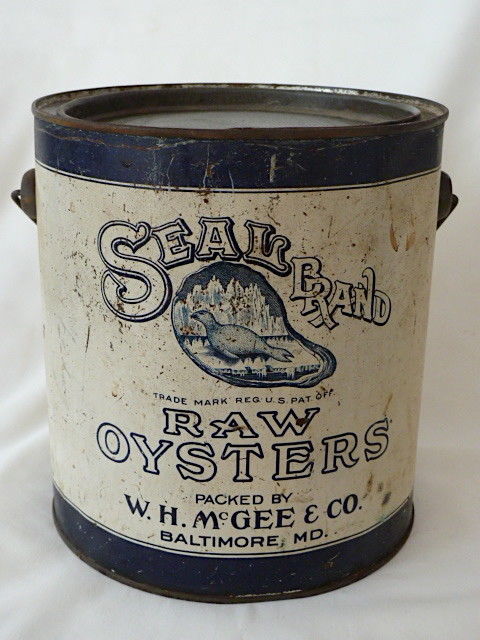 SEAL
BRAND
TRADE MARK REG. U.S. PAT. OFF.
RAW
OYSTERS
PACKED BY
W. H. McGEE & CO.
BALTIMORE, MD.